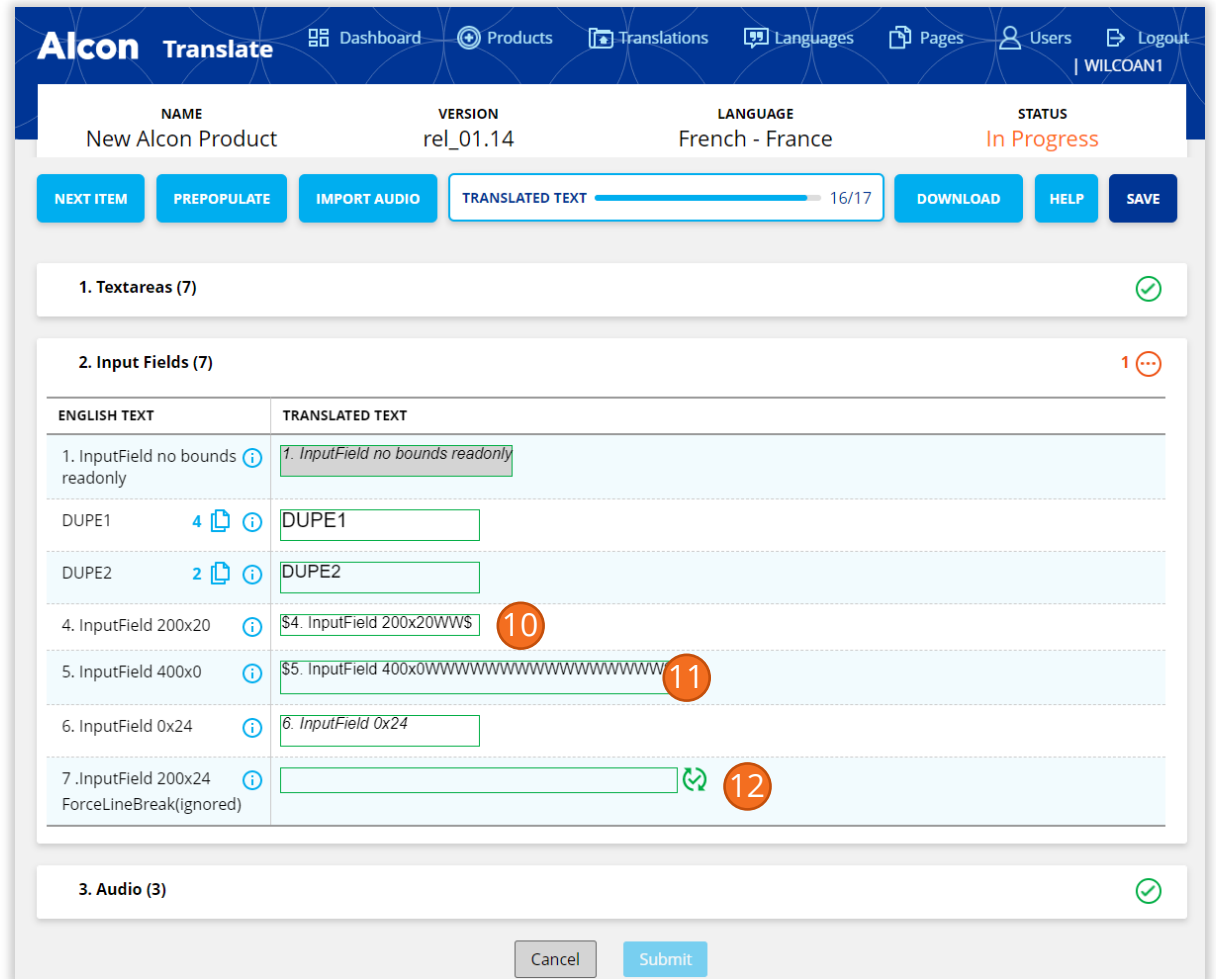 Alcon Translate
Dashboard
Products
Translations
Languages
Pages
Users
Logout
| WILCOAN1
NAME
New Alcon Product
VERSION
rel_01.14
LANGUAGE
French - France
STATUS
In Progress
NEXT ITEM
PREPOPULATE
IMPORT AUDIO
TRANSLATED TEXT 16/17
DOWNLOAD
HELP
SAVE
1. Textareas (7)
2. Input Fields (7)
1
ENGLISH TEXT
TRANSLATED TEXT
1. InputField no bounds
readonly
1. InputField no bounds readonly
DUPE1 4
DUPE1
DUPE2 2
DUPE2
4. InputField 200x20
$4. InputField 200x20WW$
10
5. InputField 400x0
$5. InputField 400x0WWWWWWWWWWWWWWWW
11
6. InputField 0x24
6. InputField 0x24
7 .InputField 200x24
ForceLineBreak(ignored)
12
3. Audio (3)
Cancel
Submit